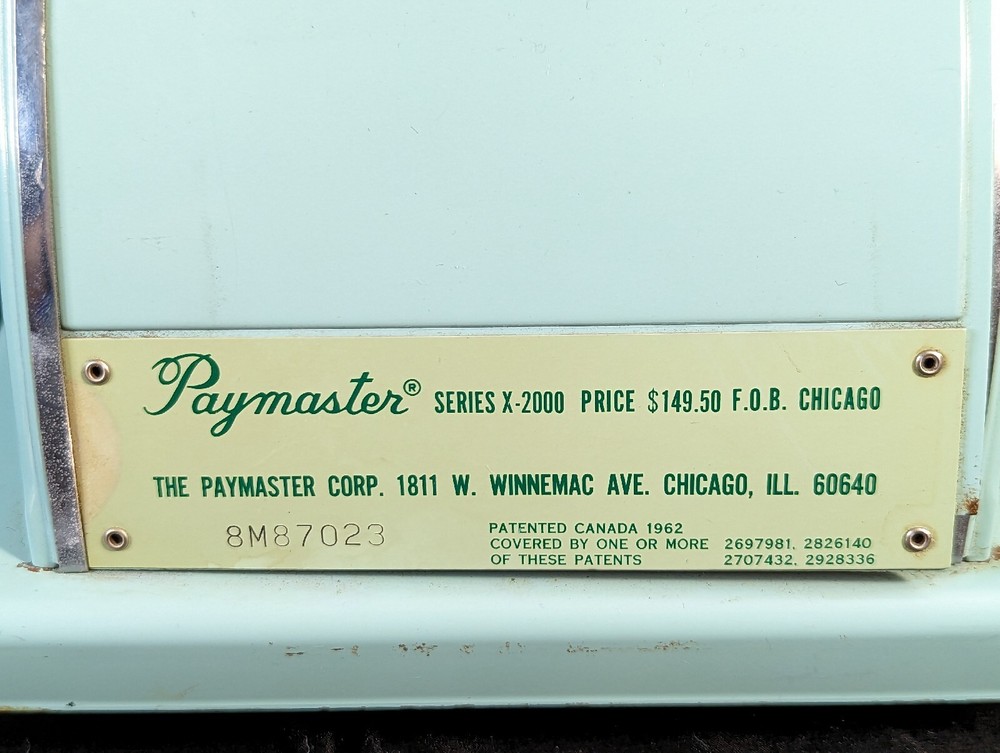 Paymaster® SERIES X-2000 PRICE $149.50 F.O.B. CHICAGO
THE PAYMASTER CORP. 1811 W. WINNEMAC AVE. CHICAGO, ILL. 60640
8M87023
PATENTED CANADA 1962
COVERED BY ONE OR MORE 2697981, 2826140
OF THESE PATENTS 2707432, 2928336